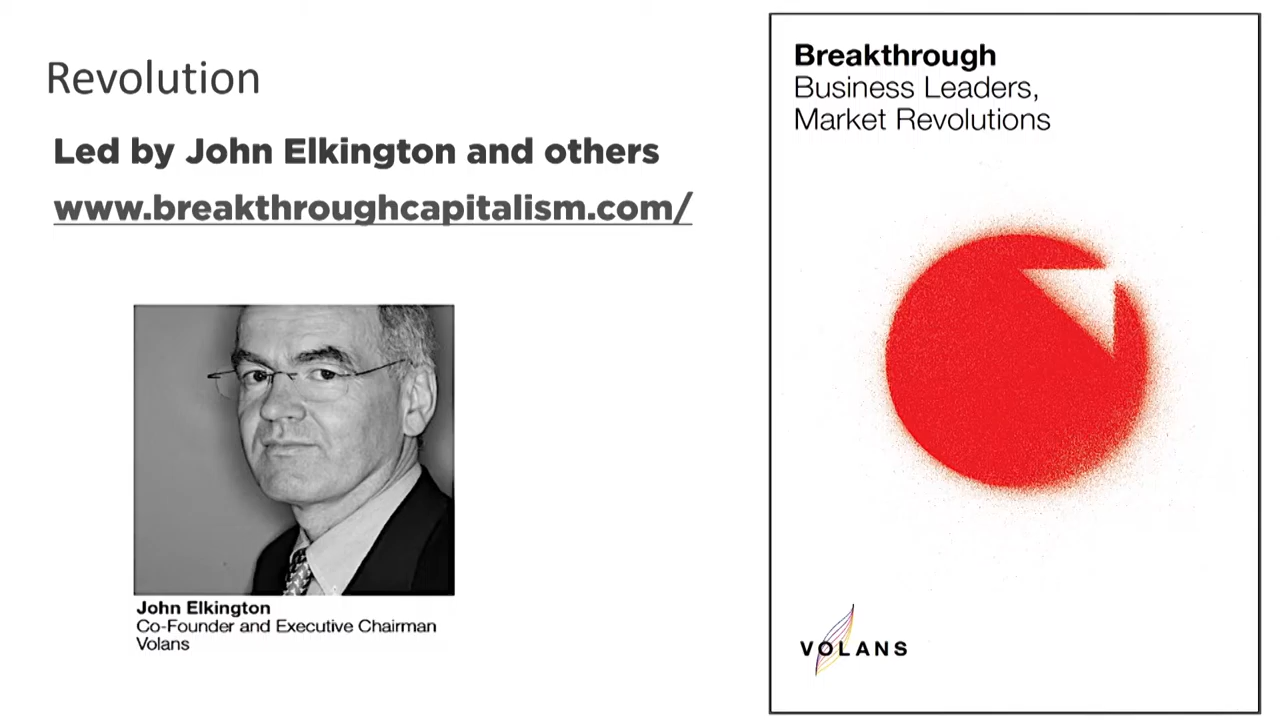 Revolution
Led by John Elkington and others
www.breakthroughcapitalism.com/
John Elkington
Co-Founder and Executive Chairman
Volans
Breakthrough
Business Leaders,
Market Revolutions
VOLANS